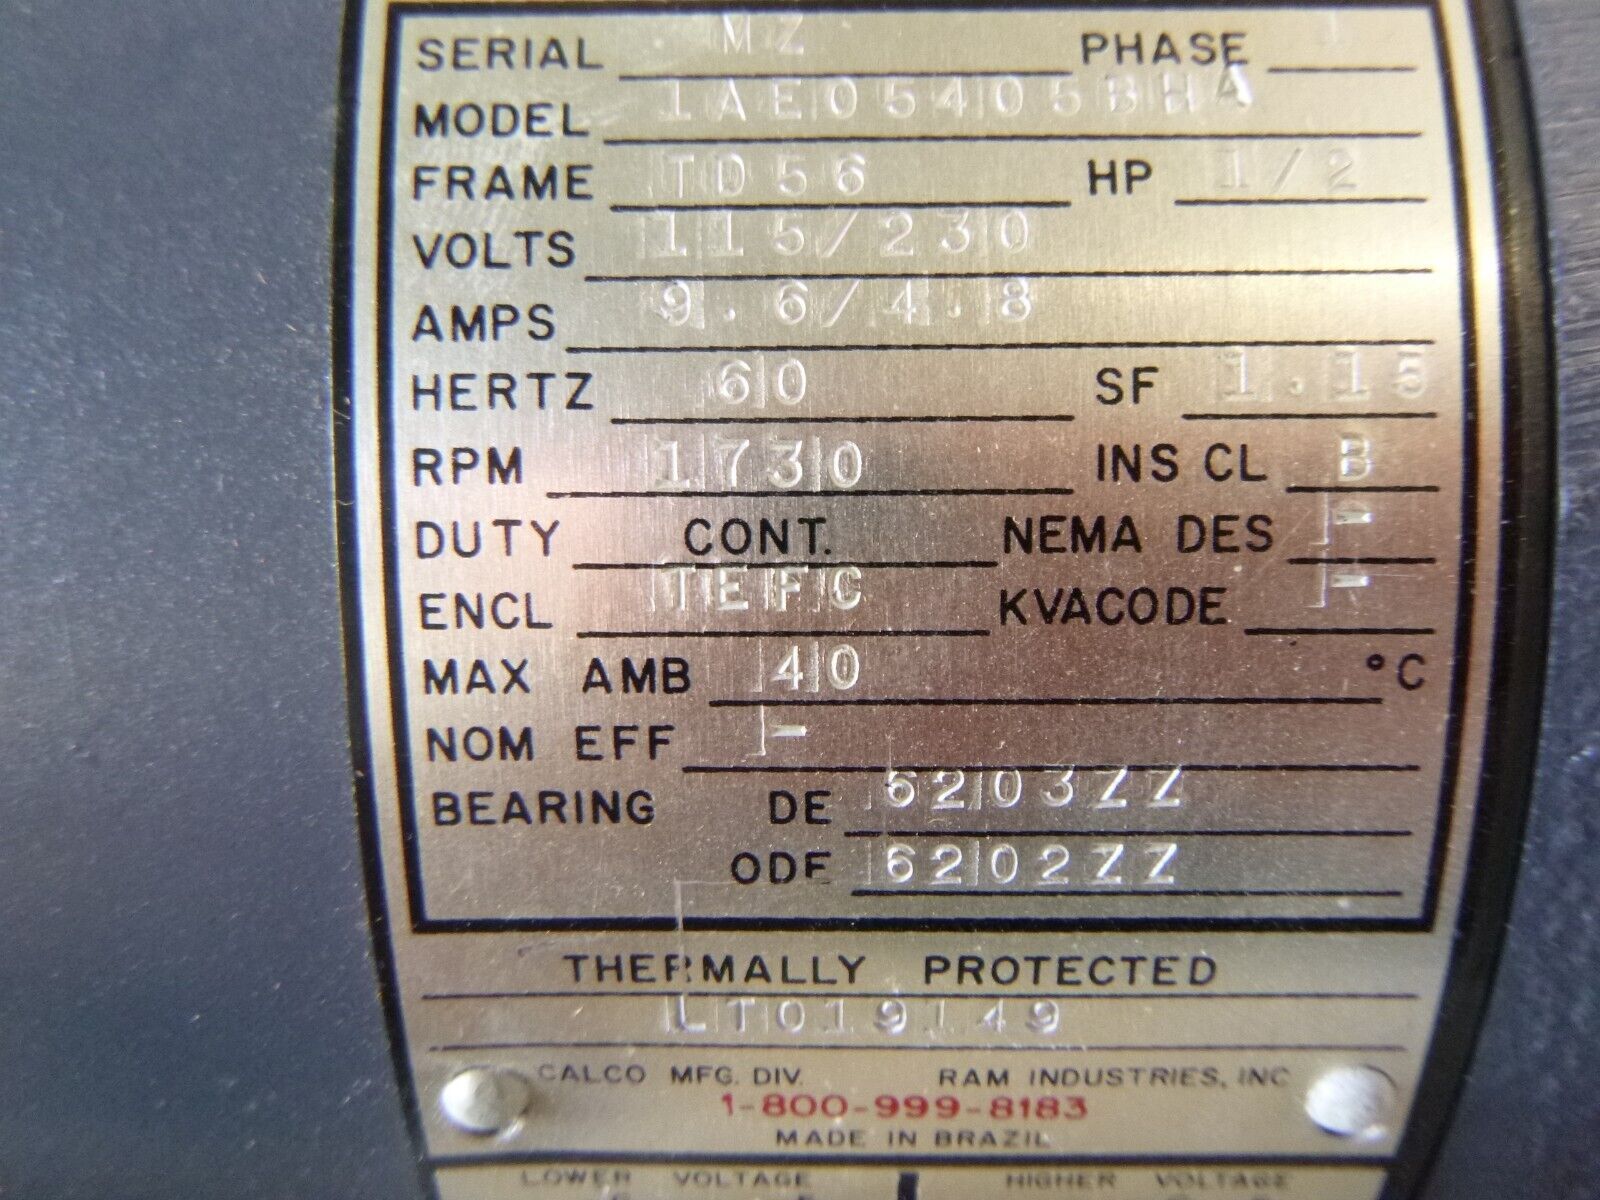 SERIAL MZ PHASE 1
MODEL 1AE05405BHA
FRAME TD56 HP 1/2
VOLTS 115/230
AMPS 9.6/4.8
HERTZ 60 SF 1.15
RPM 1730 INS CL B
DUTY CONT. NEMA DES -
ENCL TEFC KVACODE -
MAX AMB 40 °C
NOM EFF -
BEARING DE 6203ZZ
ODE 6202ZZ
THERMALLY PROTECTED
LT019149
CALCO MFG. DIV. RAM INDUSTRIES, INC
1-800-999-8183
MADE IN BRAZIL
LOWER VOLTAGE HIGHER VOLTAGE